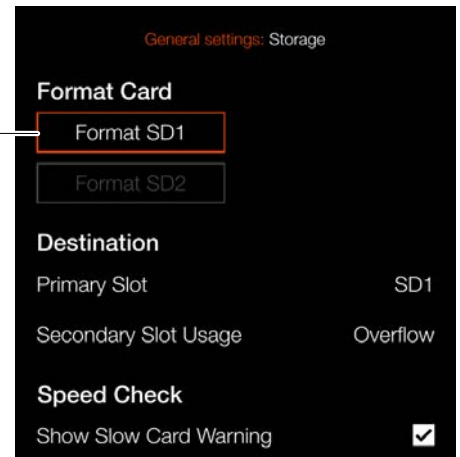 General settings: Storage
Format Card
Format SD1
Format SD2
Destination
Primary Slot SD1
Secondary Slot Usage Overflow
Speed Check
Show Slow Card Warning